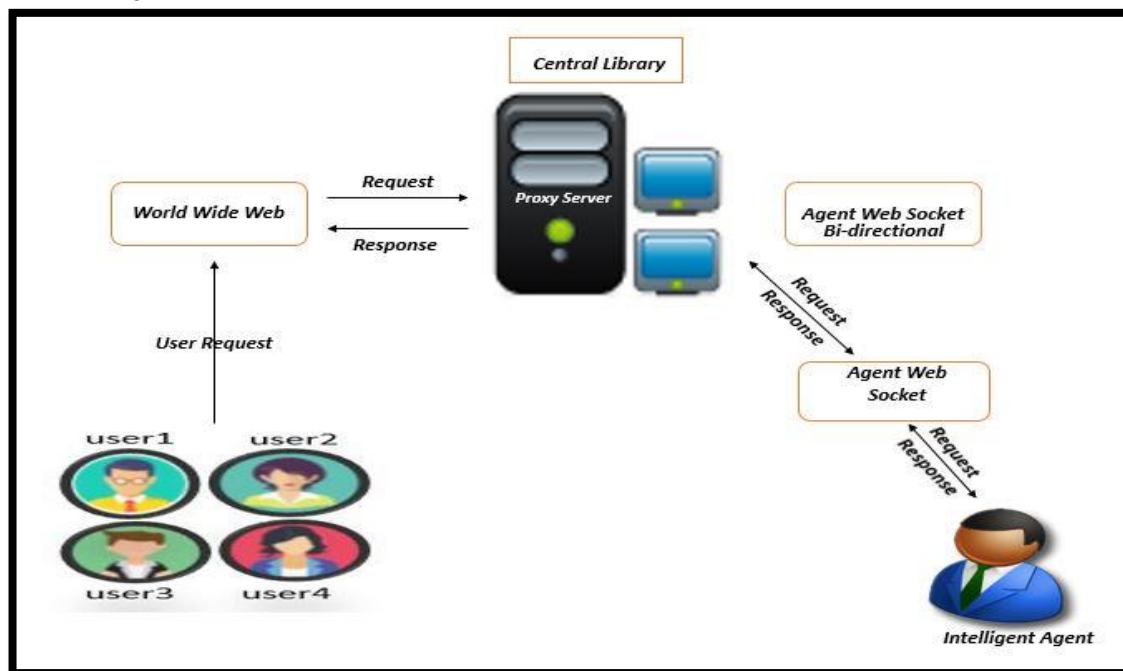 Central Library
Request
Proxy Server
World Wide Web
Response
Agent Web Socket
Bi-directional
Request
Response
User Request
Agent Web
Socket
user1
user2
Request
Response
user3
user4
Intelligent Agent